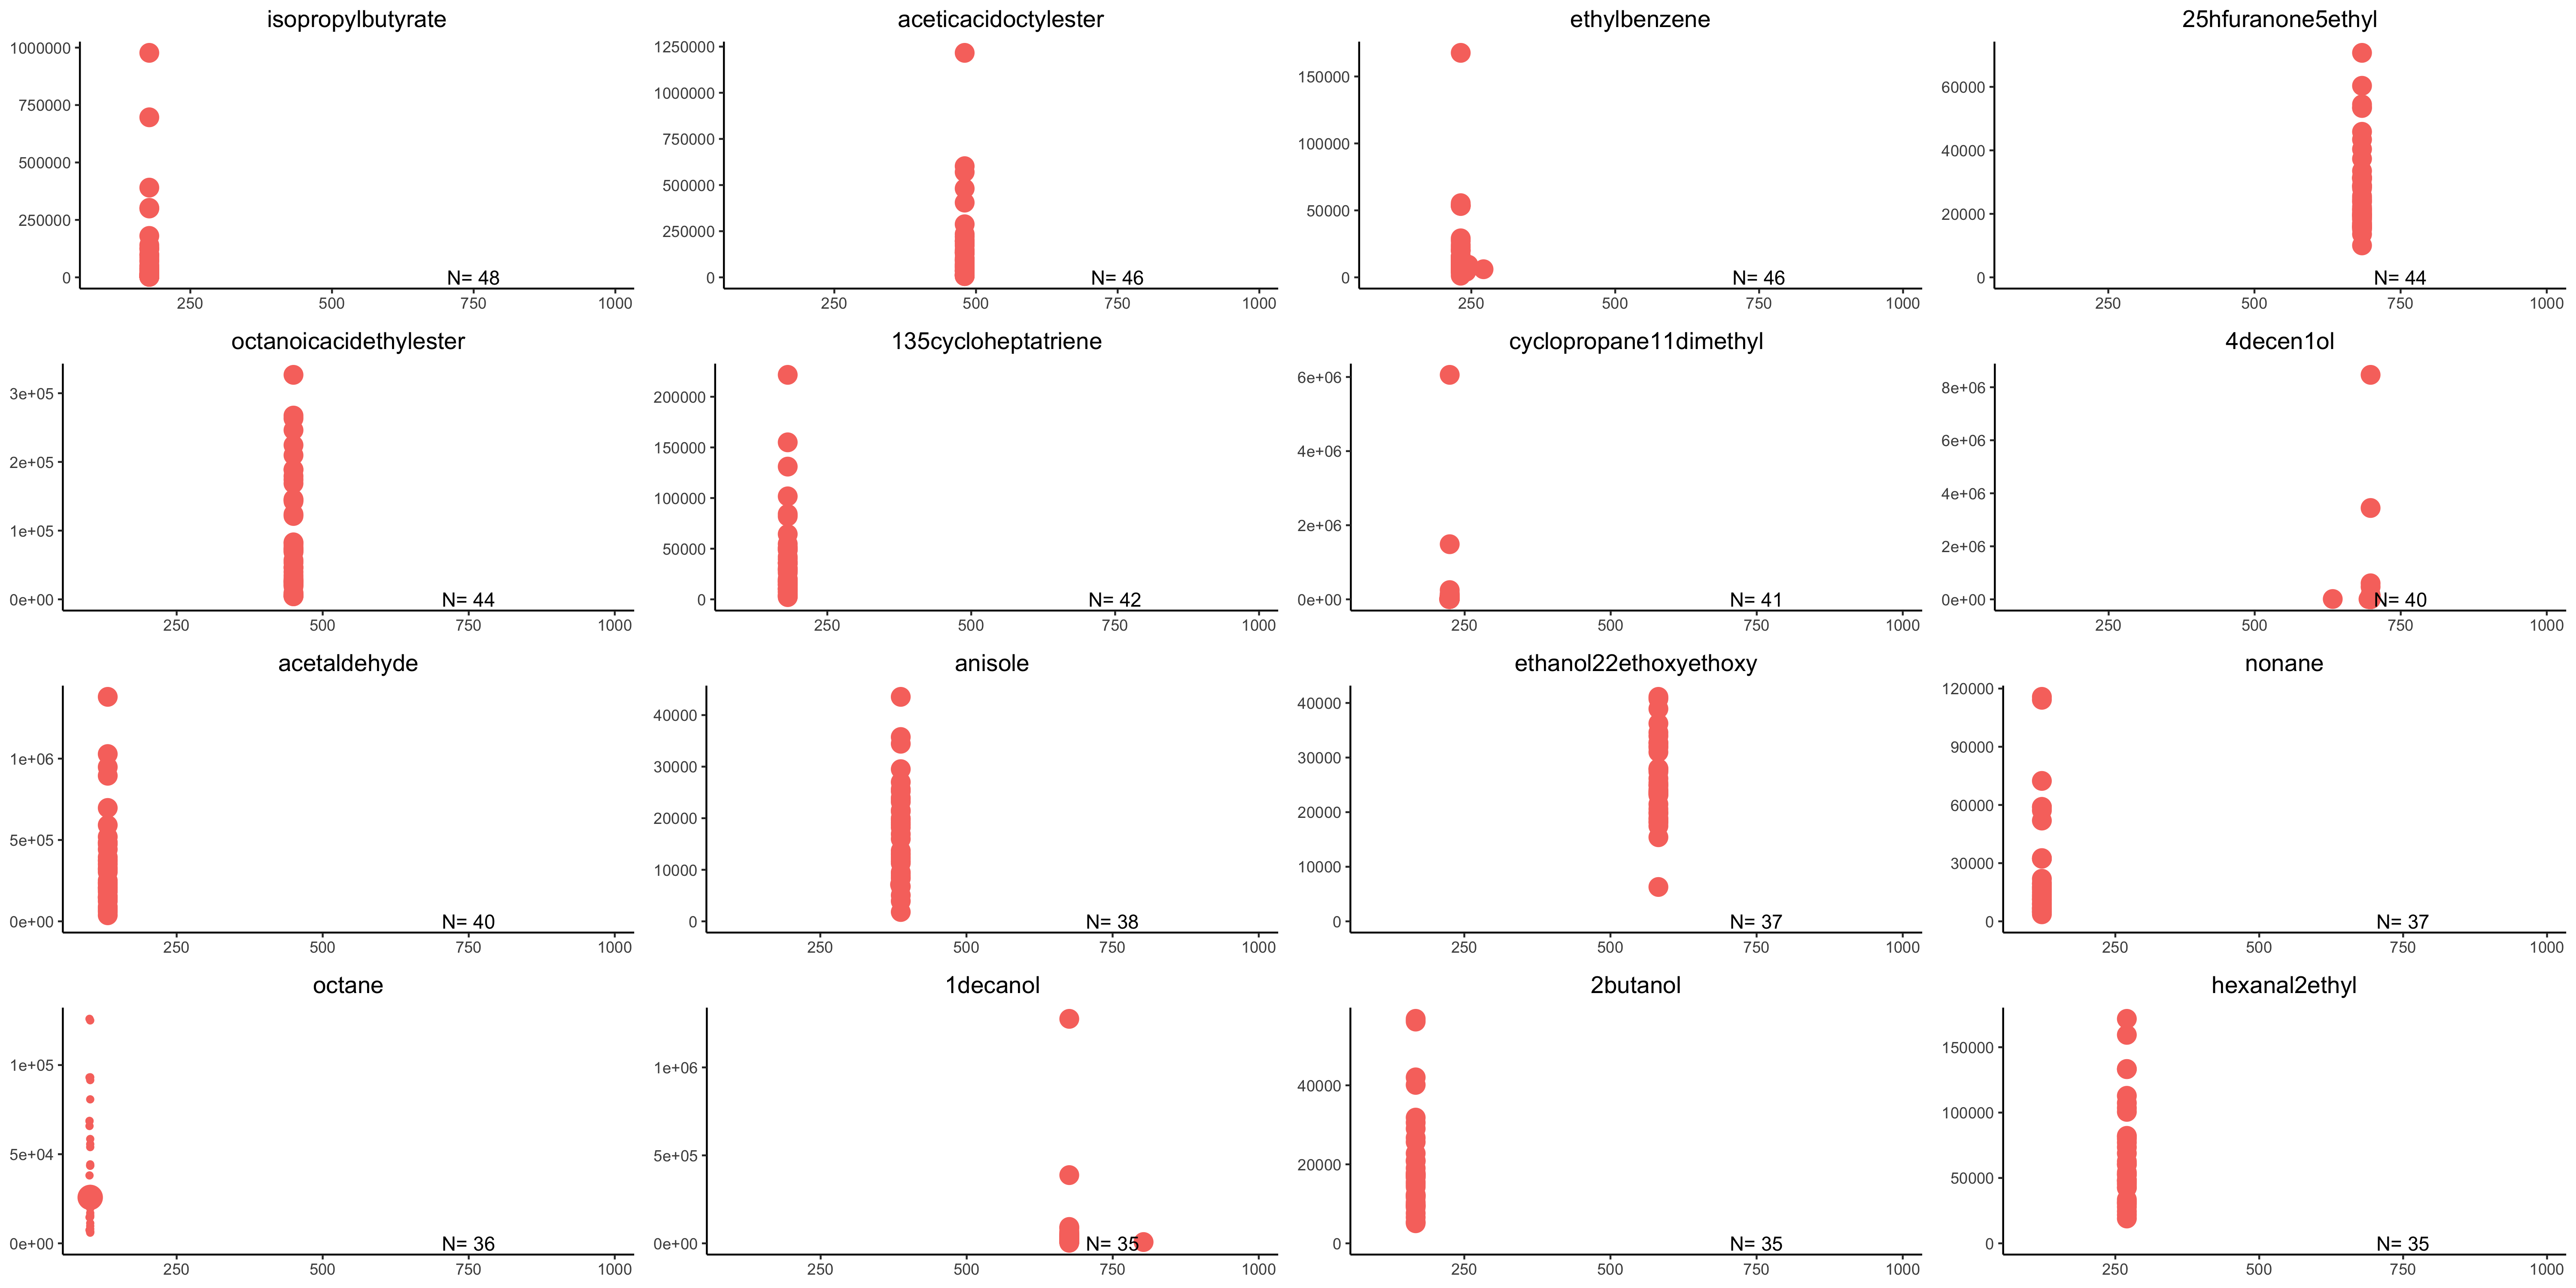 isopropylbutyrate
1000000
750000
500000
250000
0
N= 48
250 500 750 1000
aceticacidoctylester
1250000
1000000
750000
500000
250000
0
N= 46
250 500 750 1000
ethylbenzene
150000
100000
50000
0
N= 46
250 500 750 1000
25hfuranone5ethyl
60000
40000
20000
0
N= 44
250 500 750 1000
octanoicacidethylester
3e+05
2e+05
1e+05
0e+00
N= 44
250 500 750 1000
135cycloheptatriene
200000
150000
100000
50000
0
N= 42
250 500 750 1000
cyclopropane11dimethyl
6e+06
4e+06
2e+06
0e+00
N= 41
250 500 750 1000
4decen1ol
8e+06
6e+06
4e+06
2e+06
0e+00
N= 40
250 500 750 1000
acetaldehyde
1e+06
5e+05
0e+00
N= 40
250 500 750 1000
anisole
40000
30000
20000
10000
0
N= 38
250 500 750 1000
ethanol22ethoxyethoxy
40000
30000
20000
10000
0
N= 37
250 500 750 1000
nonane
120000
90000
60000
30000
0
N= 37
250 500 750 1000
octane
1e+05
5e+04
0e+00
N= 36
250 500 750 1000
1decanol
1e+06
5e+05
0e+00
N= 35
250 500 750 1000
2butanol
40000
20000
0
N= 35
250 500 750 1000
hexanal2ethyl
150000
100000
50000
0
N= 35
250 500 750 1000